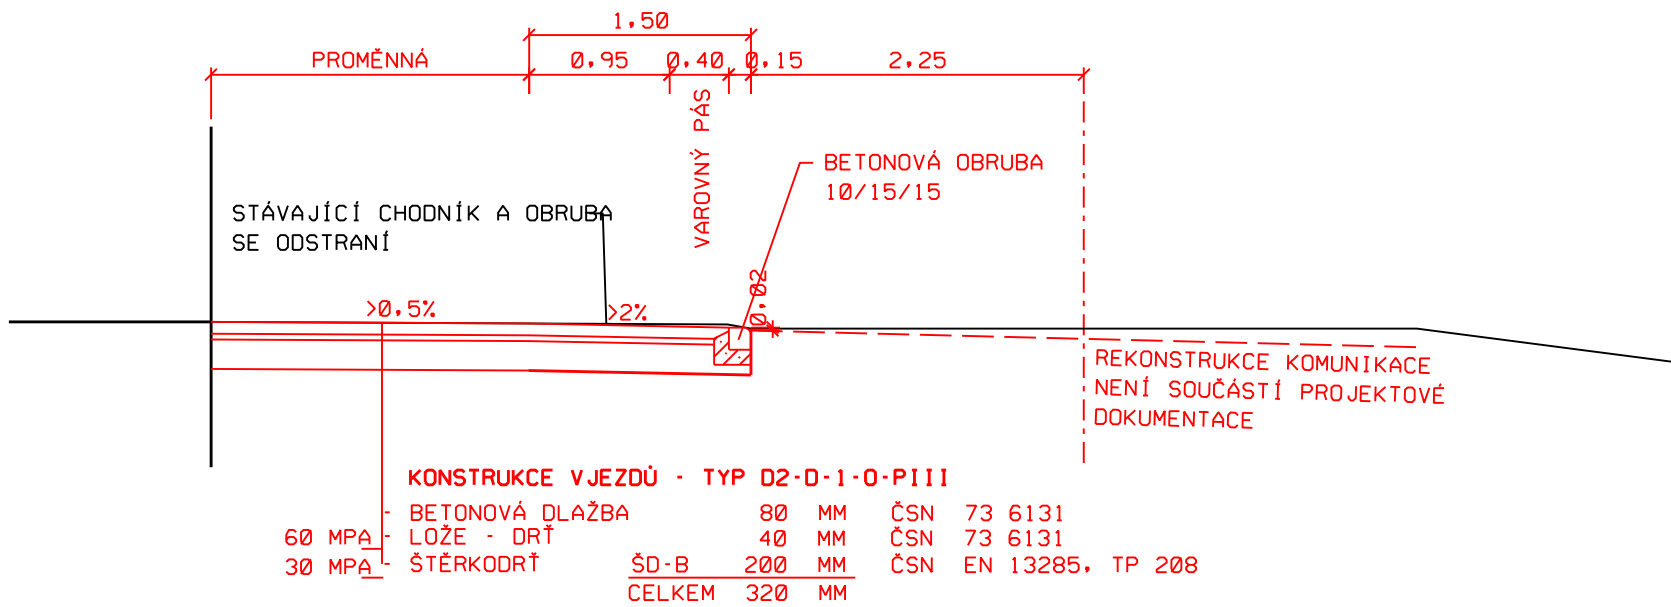 1,50
PROMĚNNÁ 0,95 0,40 0,15 2,25
VAROVNÝ PÁS
BETONOVÁ OBRUBA
10/15/15
STÁVAJÍCÍ CHODNÍK A OBRUBA
SE ODSTRANÍ
>0,5% >2% 0,02
REKONSTRUKCE KOMUNIKACE
NENÍ SOUČÁSTÍ PROJEKTOVÉ
DOKUMENTACE
KONSTRUKCE VJEZDŮ - TYP D2-D-1-O-PIII
- BETONOVÁ DLAŽBA 80 MM ČSN 73 6131
60 MPA - LOŽE - DRŤ 40 MM ČSN 73 6131
30 MPA - ŠTĚRKODRŤ ŠD-B 200 MM ČSN EN 13285, TP 208
CELKEM 320 MM